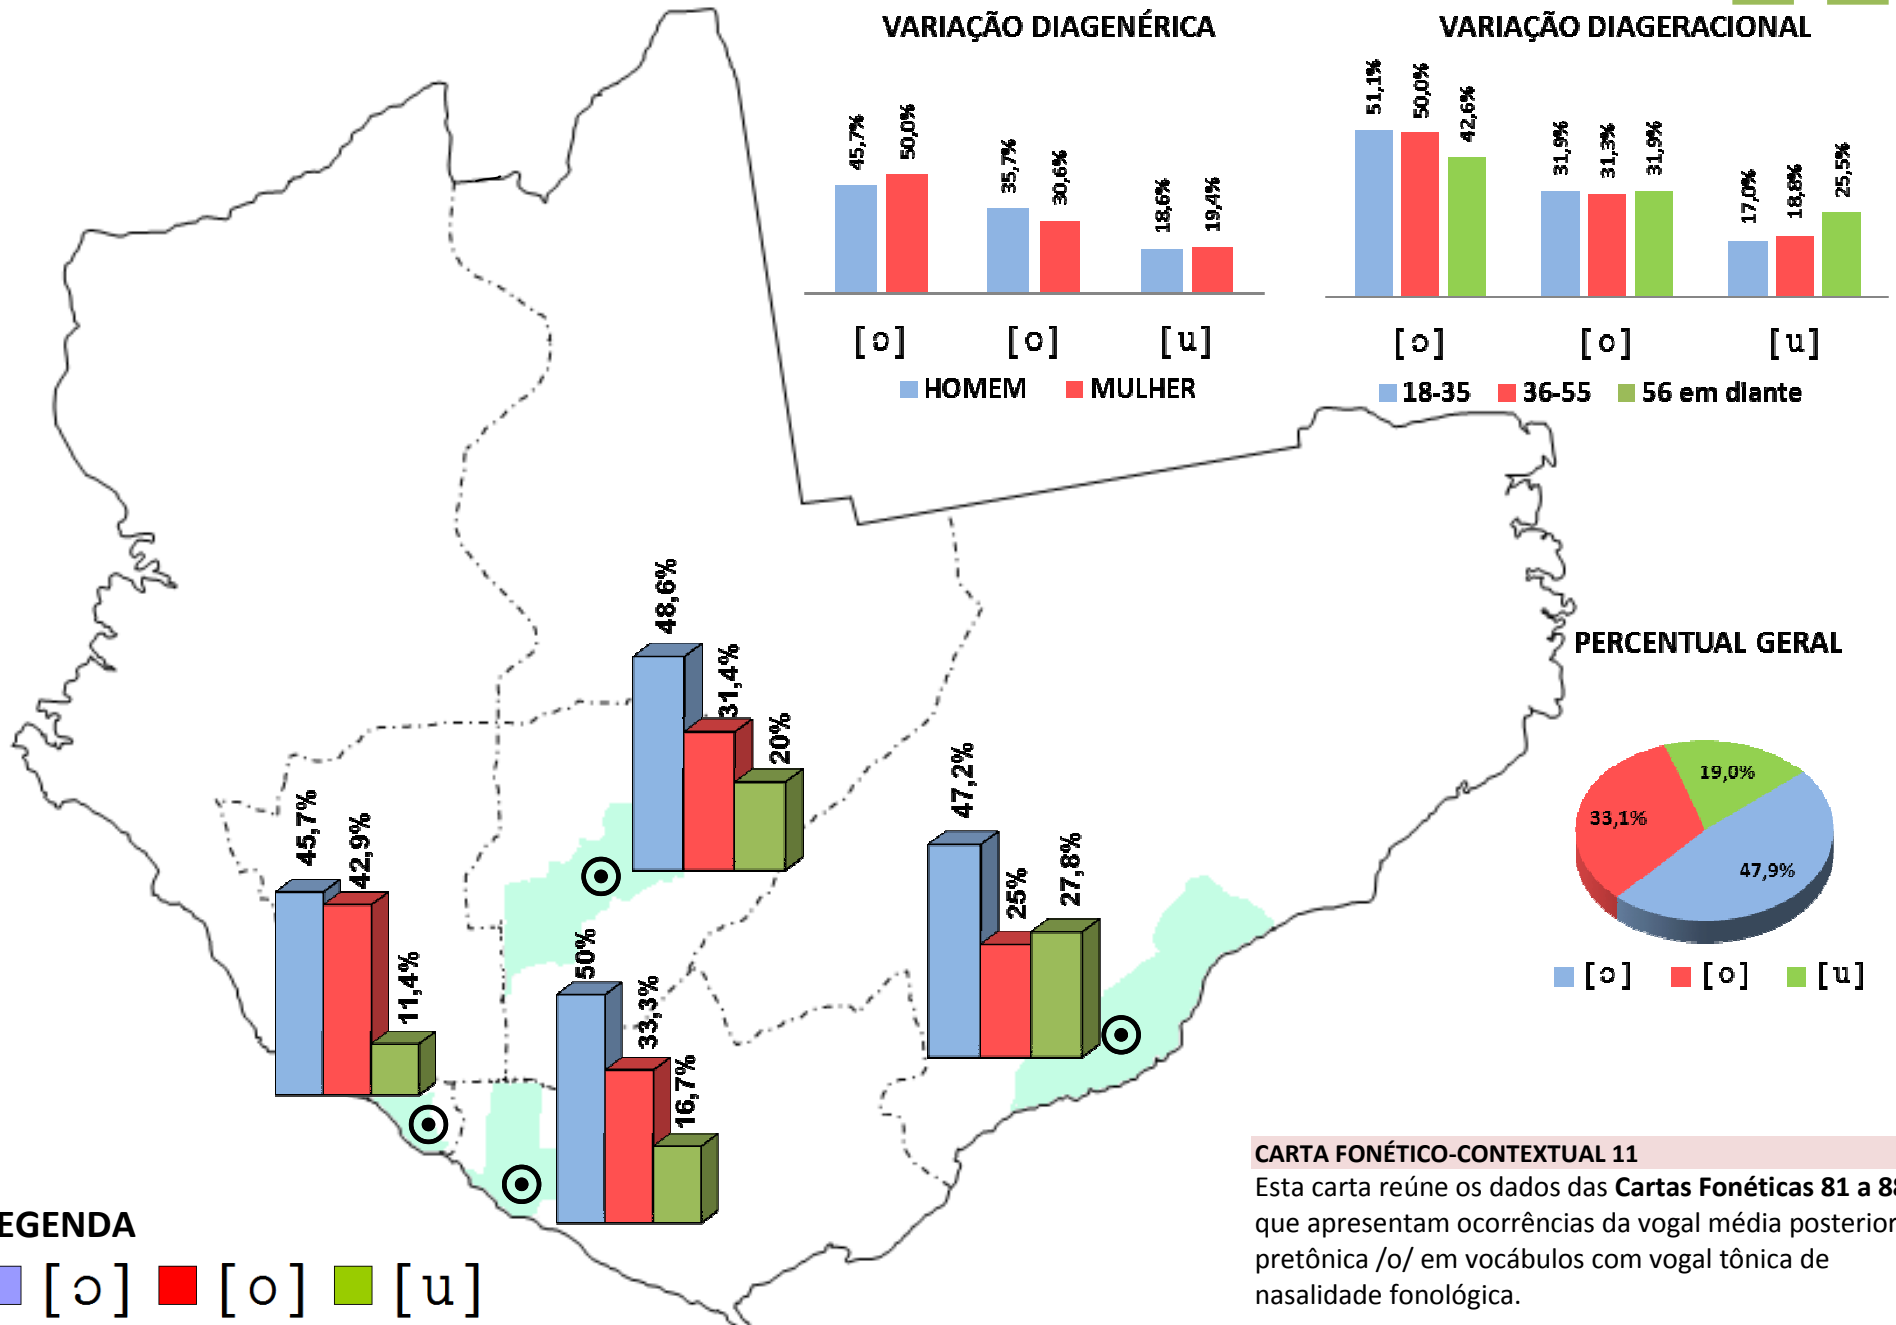 VARIAÇÃO DIAGENÉRICA
45,7%
50,0%
35,7%
30,6%
18,6%
19,4%
[ɔ]
[o]
[u]
HOMEM
MULHER
VARIAÇÃO DIAGERACIONAL
51,1%
50,0%
42,6%
31,9%
31,3%
31,9%
17,0%
18,8%
25,5%
[ɔ]
[o]
[u]
18-35
36-55
56 em diante
48,6%
31,4%
20%
45,7%
42,9%
11,4%
50%
33,3%
16,7%
47,2%
25%
27,8%
PERCENTUAL GERAL
19,0%
33,1%
47,9%
[ɔ]
[o]
[u]
EGENDA
[ɔ]
[o]
[u]
CARTA FONÉTICO-CONTEXTUAL 11
Esta carta reúne os dados das Cartas Fonéticas 81 a 88
que apresentam ocorrências da vogal média posterior
pretônica /o/ em vocábulos com vogal tônica de
nasalidade fonológica.